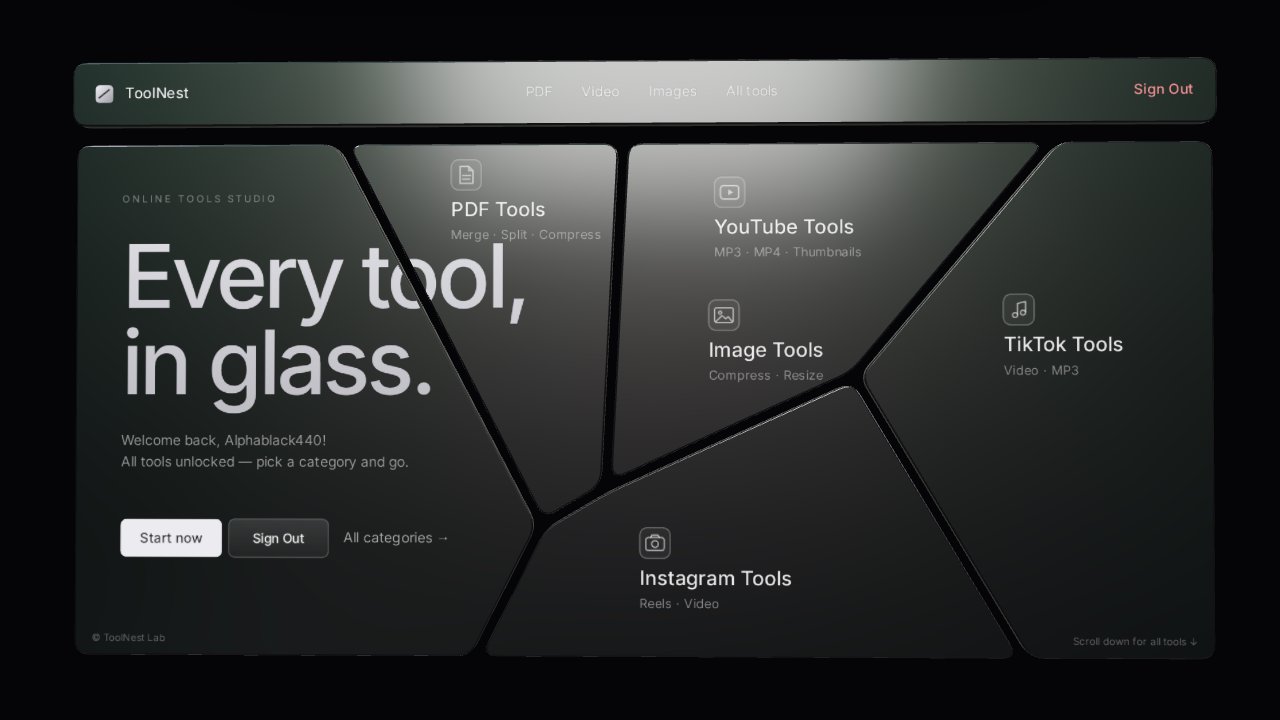 ToolNest
PDF Video Images All tools
Sign Out
ONLINE TOOLS STUDIO
Every tool,
in glass.
Welcome back, Alphablack440!
All tools unlocked — pick a category and go.
Start now
Sign Out
All categories →
© ToolNest Lab
PDF Tools
Merge · Split · Compress
YouTube Tools
MP3 · MP4 · Thumbnails
Image Tools
Compress · Resize
TikTok Tools
Video · MP3
Instagram Tools
Reels · Video
Scroll down for all tools ↓